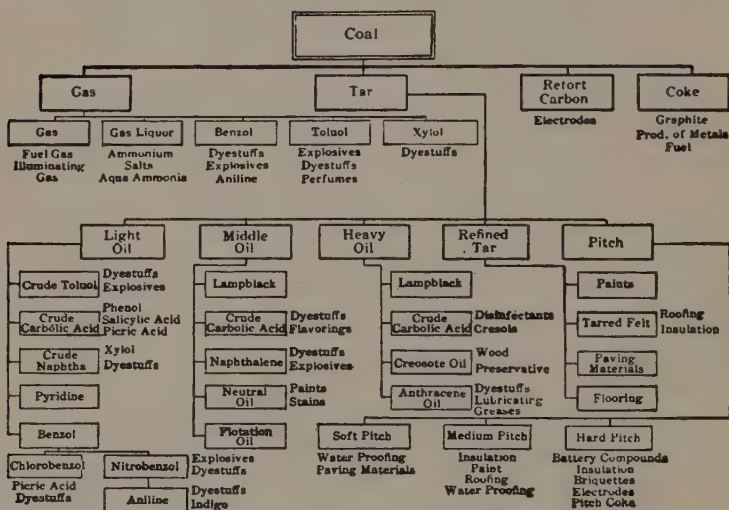 Coal
Gas
Tar
Retort
Carbon
Coke
Electrodes
Graphite
Prod. of Metals
Fuel
Gas
Gas Liquor
Benzol
Toluol
Xylol
Fuel Gas
Illuminating
Gas
Ammonium
Salts
Aqua Ammonia
Dyestuffs
Explosives
Aniline
Explosives
Dyestuffs
Perfumes
Dyestuffs
Light
Oil
Middle
Oil
Heavy
Oil
Refined
Tar
Pitch
Crude Toluol
Dyestuffs
Explosives
Crude
Carbolic Acid
Phenol
Salicylic Acid
Picric Acid
Crude
Naphtha
Xylol
Dyestuffs
Pyridine
Benzol
Chlorobenzol
Picric Acid
Dyestuffs
Nitrobenzol
Explosives
Dyestuffs
Aniline
Dyestuffs
Indigo
Lampblack
Crude
Carbolic Acid
Dyestuffs
Flavorings
Naphthalene
Dyestuffs
Explosives
Neutral
Oil
Paints
Stains
Flotation
Oil
Lampblack
Crude
Carbolic Acid
Disinfectants
Cresols
Creosote Oil
Wood
Preservative
Anthracene
Oil
Dyestuffs
Lubricating
Greases
Paints
Tarred Felt
Roofing
Insulation
Paving
Materials
Flooring
Soft Pitch
Water Proofing
Paving Materials
Medium Pitch
Insulation
Paint
Roofing
Water Proofing
Hard Pitch
Battery Compounds
Insulation
Briquettes
Electrodes
Pitch Coke